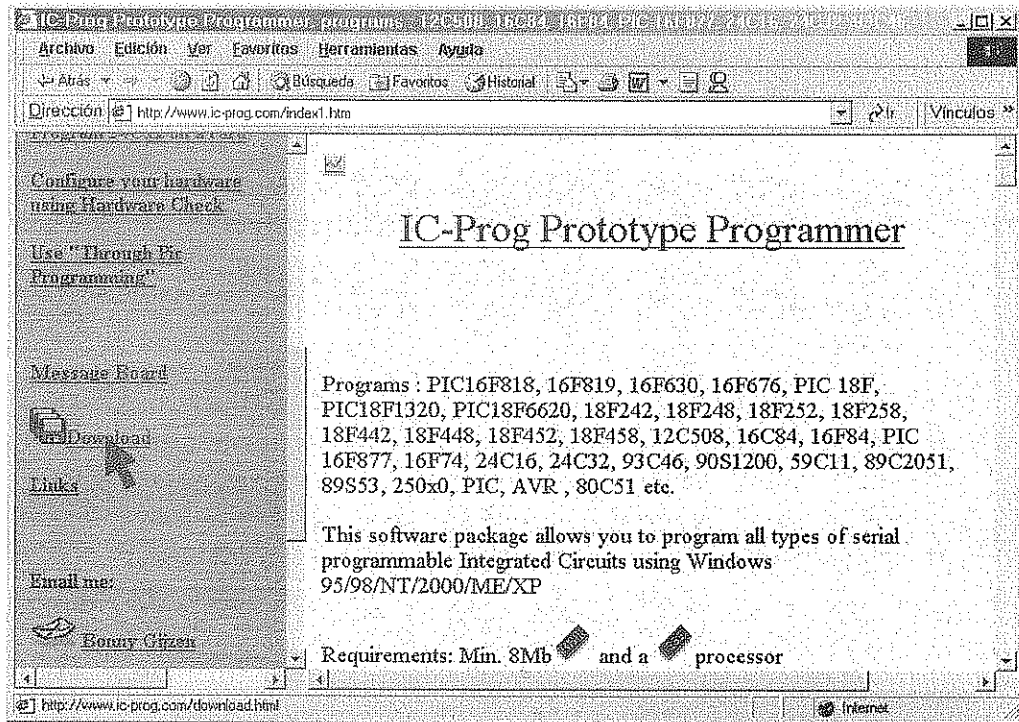 IC-Prog Prototype Programmer programs 12C508, 16C84, 16F84, PIC 16F877, 24C16,
Archivo Edición Ver Favoritos Herramientas Ayuda
Atrás Búsqueda Favoritos Historial
Dirección http://www.ic-prog.com/index1.htm Ir Vínculos »
Configure your hardware
using Hardware Check
Use "Through Pic
Programming"
Message Board
Download
Links
Email me:
Bonny Gijzen
IC-Prog Prototype Programmer
Programs : PIC16F818, 16F819, 16F630, 16F676, PIC 18F,
PIC18F1320, PIC18F6620, 18F242, 18F248, 18F252, 18F258,
18F442, 18F448, 18F452, 18F458, 12C508, 16C84, 16F84, PIC
16F877, 16F74, 24C16, 24C32, 93C46, 90S1200, 59C11, 89C2051,
89S53, 250x0, PIC, AVR , 80C51 etc.
This software package allows you to program all types of serial
programmable Integrated Circuits using Windows
95/98/NT/2000/ME/XP
Requirements: Min. 8Mb and a processor
http://www.ic-prog.com/download.html Internet